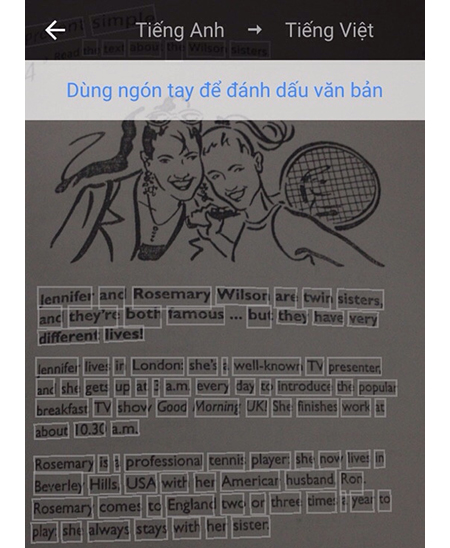 Tiếng Anh → Tiếng Việt
simple
Read the text about the Wilson sisters
Dùng ngón tay để đánh dấu văn bản
Jennifer and Rosemary Wilson are twin sisters,
and they're both famous ... but they have very
different lives!
Jennifer lives in London: she's a well-known TV presenter,
and she gets up at 3 a.m. every day to introduce the popular
breakfast TV show Good Morning UK! She finishes work at
about 10.30 a.m.
Rosemary is a professional tennis player: she now lives in
Beverley Hills, USA with her American husband, Ron.
Rosemary comes to England two or three times a year to
play: she always stays with her sister.